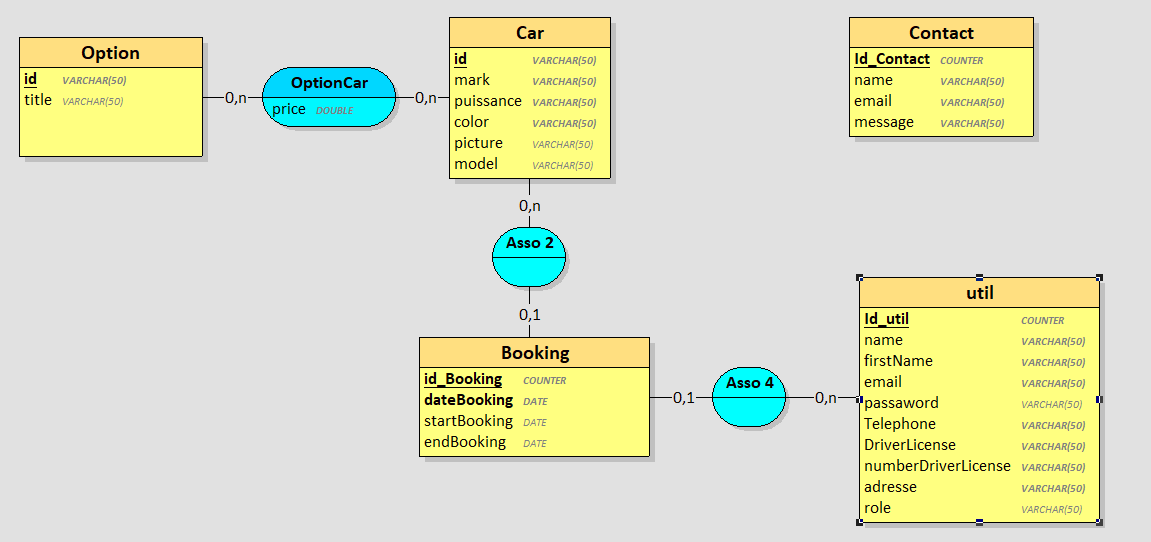 Option
id VARCHAR(50)
title VARCHAR(50)
0,n
OptionCar
price DOUBLE
0,n
Car
id VARCHAR(50)
mark VARCHAR(50)
puissance VARCHAR(50)
color VARCHAR(50)
picture VARCHAR(50)
model VARCHAR(50)
Contact
Id_Contact COUNTER
name VARCHAR(50)
email VARCHAR(50)
message VARCHAR(50)
0,n
Asso 2
0,1
Booking
id_Booking COUNTER
dateBooking DATE
startBooking DATE
endBooking DATE
0,1
Asso 4
0,n
util
Id_util COUNTER
name VARCHAR(50)
firstName VARCHAR(50)
email VARCHAR(50)
passaword VARCHAR(50)
Telephone VARCHAR(50)
DriverLicense VARCHAR(50)
numberDriverLicense VARCHAR(50)
adresse VARCHAR(50)
role VARCHAR(50)